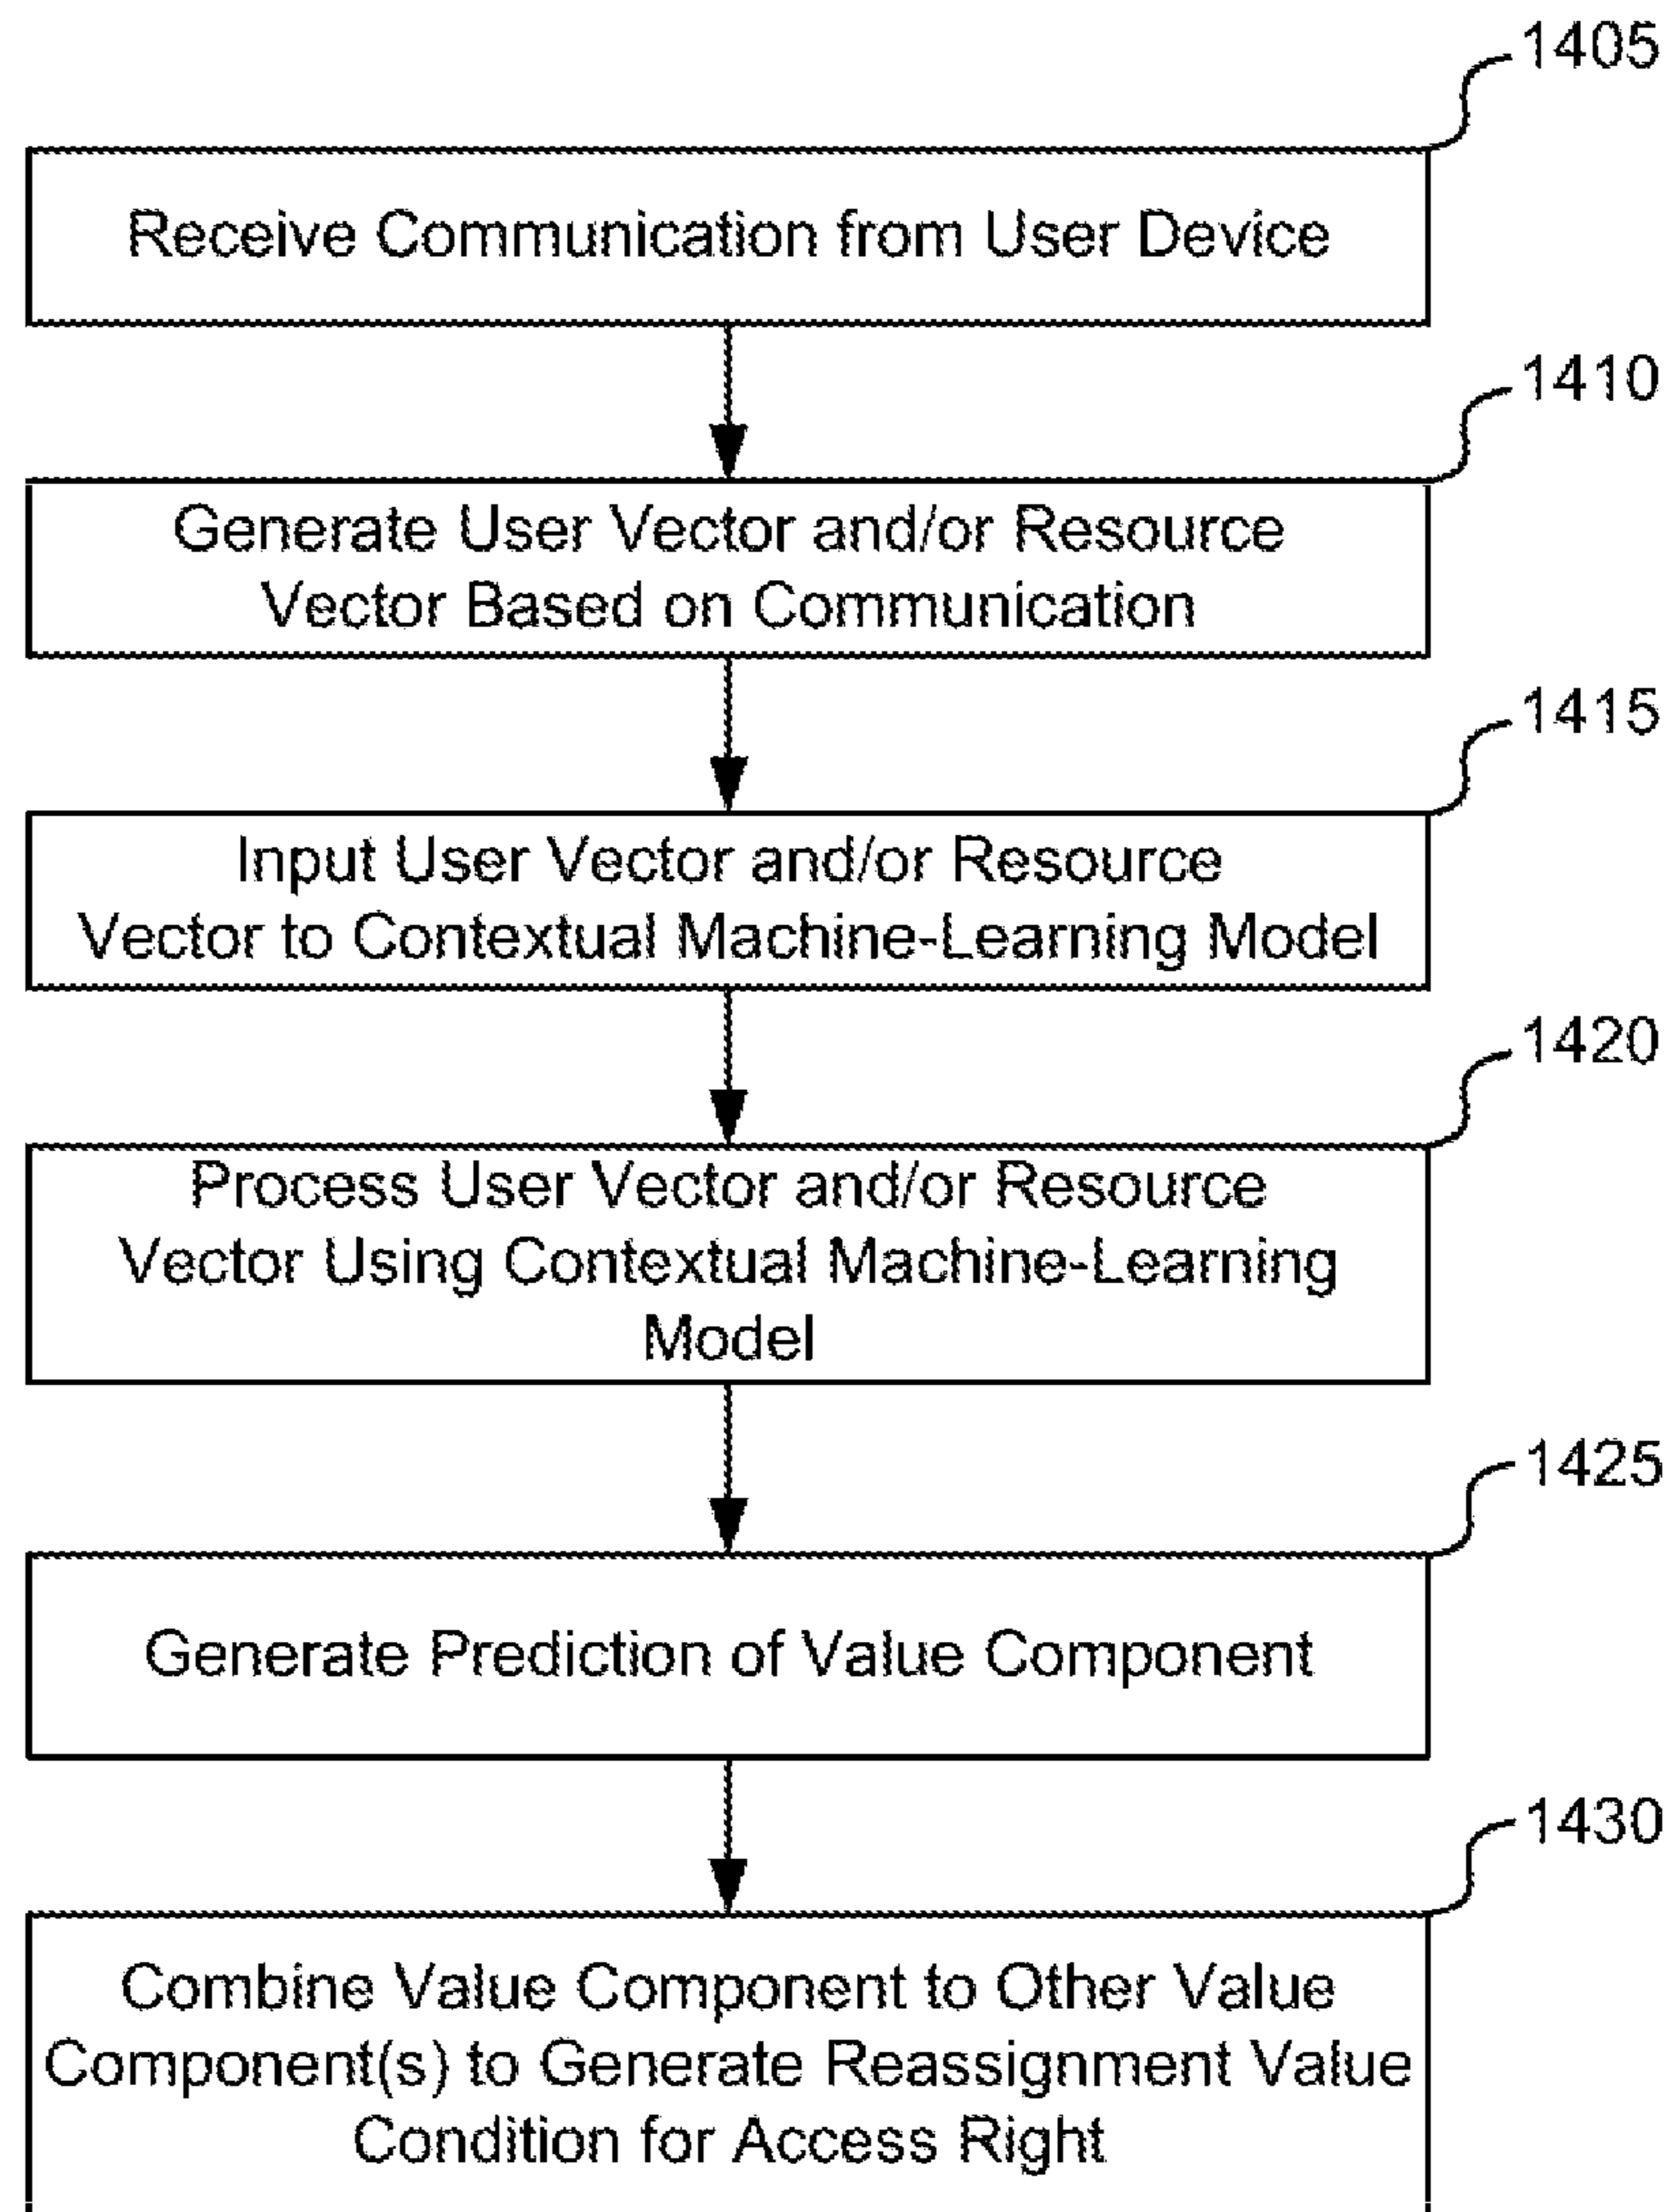 1405
Receive Communication from User Device
1410
Generate User Vector and/or Resource
Vector Based on Communication
1415
Input User Vector and/or Resource
Vector to Contextual Machine-Learning Model
1420
Process User Vector and/or Resource
Vector Using Contextual Machine-Learning
Model
1425
Generate Prediction of Value Component
1430
Combine Value Component to Other Value
Component(s) to Generate Reassignment Value
Condition for Access Right